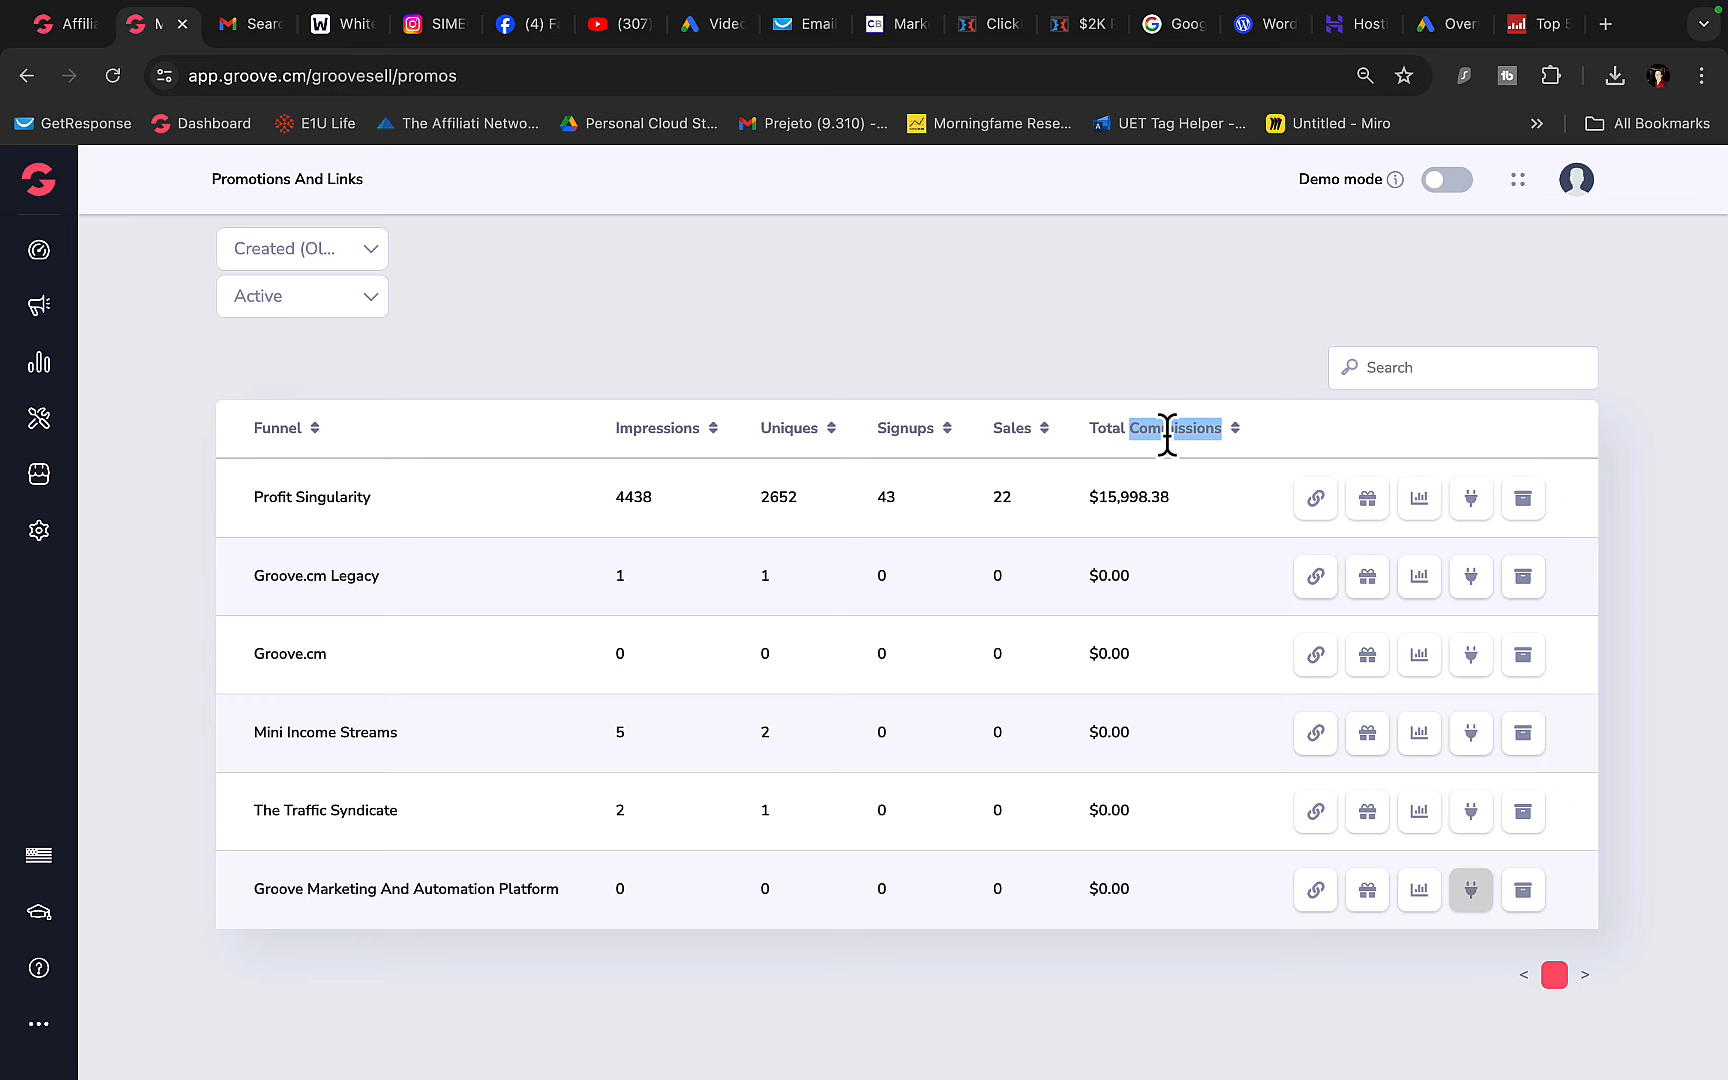 Affilia
M
Sear
White
SIME
(4) Fa
(307)
Video
Email
Mark
Click
$2K P
Goog
Word
Hosti
Over
Top 5
app.groove.cm/groovesell/promos
GetResponse
Dashboard
E1U Life
The Affiliati Netwo...
Personal Cloud St...
Prejeto (9.310) -...
Morningfame Rese...
UET Tag Helper -...
Untitled - Miro
All Bookmarks
Promotions And Links
Demo mode
Created (Ol...
Active
Search
Funnel Impressions Uniques Signups Sales Total Commissions
Profit Singularity 4438 2652 43 22 $15,998.38
Groove.cm Legacy 1 1 0 0 $0.00
Groove.cm 0 0 0 0 $0.00
Mini Income Streams 5 2 0 0 $0.00
The Traffic Syndicate 2 1 0 0 $0.00
Groove Marketing And Automation Platform 0 0 0 0 $0.00
< >